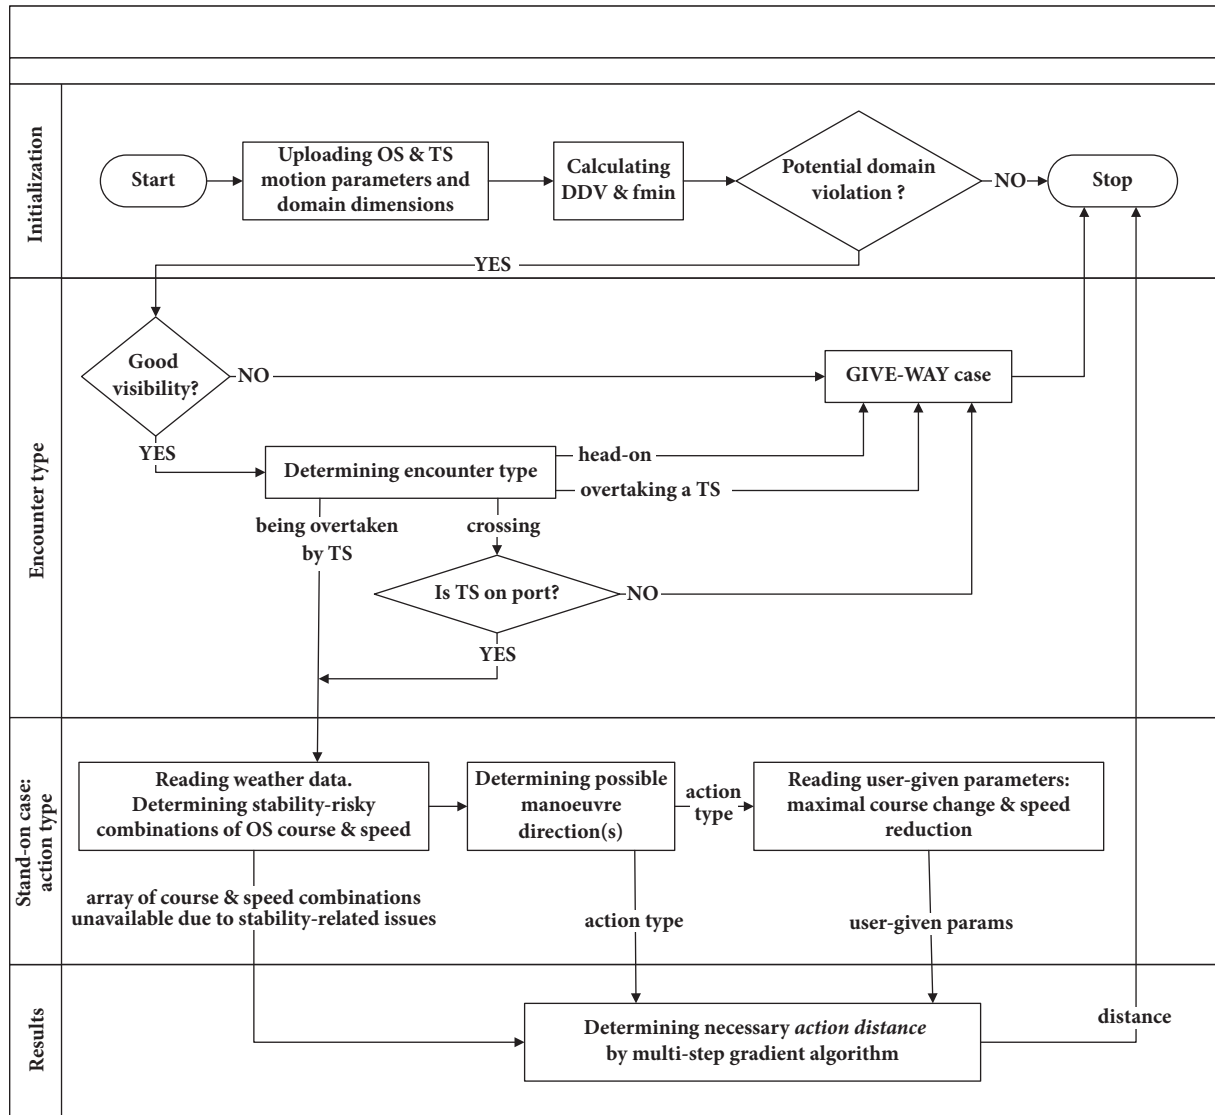 Initialization
Start
Uploading OS & TS
motion parameters and
domain dimensions
Calculating
DDV & fmin
Potential domain
violation ?
NO
Stop
YES
Encounter type
Good
visibility?
NO
GIVE-WAY case
YES
Determining encounter type
head-on
overtaking a TS
being overtaken
by TS
crossing
Is TS on port?
NO
YES
Stand-on case:
action type
Reading weather data.
Determining stability-risky
combinations of OS course & speed
Determining possible
manoeuvre
direction(s)
action
type
Reading user-given parameters:
maximal course change & speed
reduction
array of course & speed combinations
unavailable due to stability-related issues
action type
user-given params
Results
Determining necessary action distance
by multi-step gradient algorithm
distance